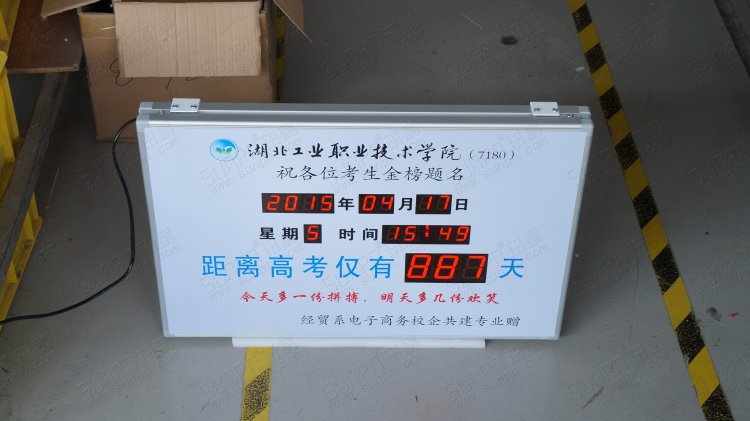 湖北工业职业技术学院（7180）
祝各位考生金榜题名
2015年04月17日
星期5 时间15:49
距离高考仅有887天
今天多一份拼搏，明天多几份欢笑
经贸系电子商务校企共建专业赠